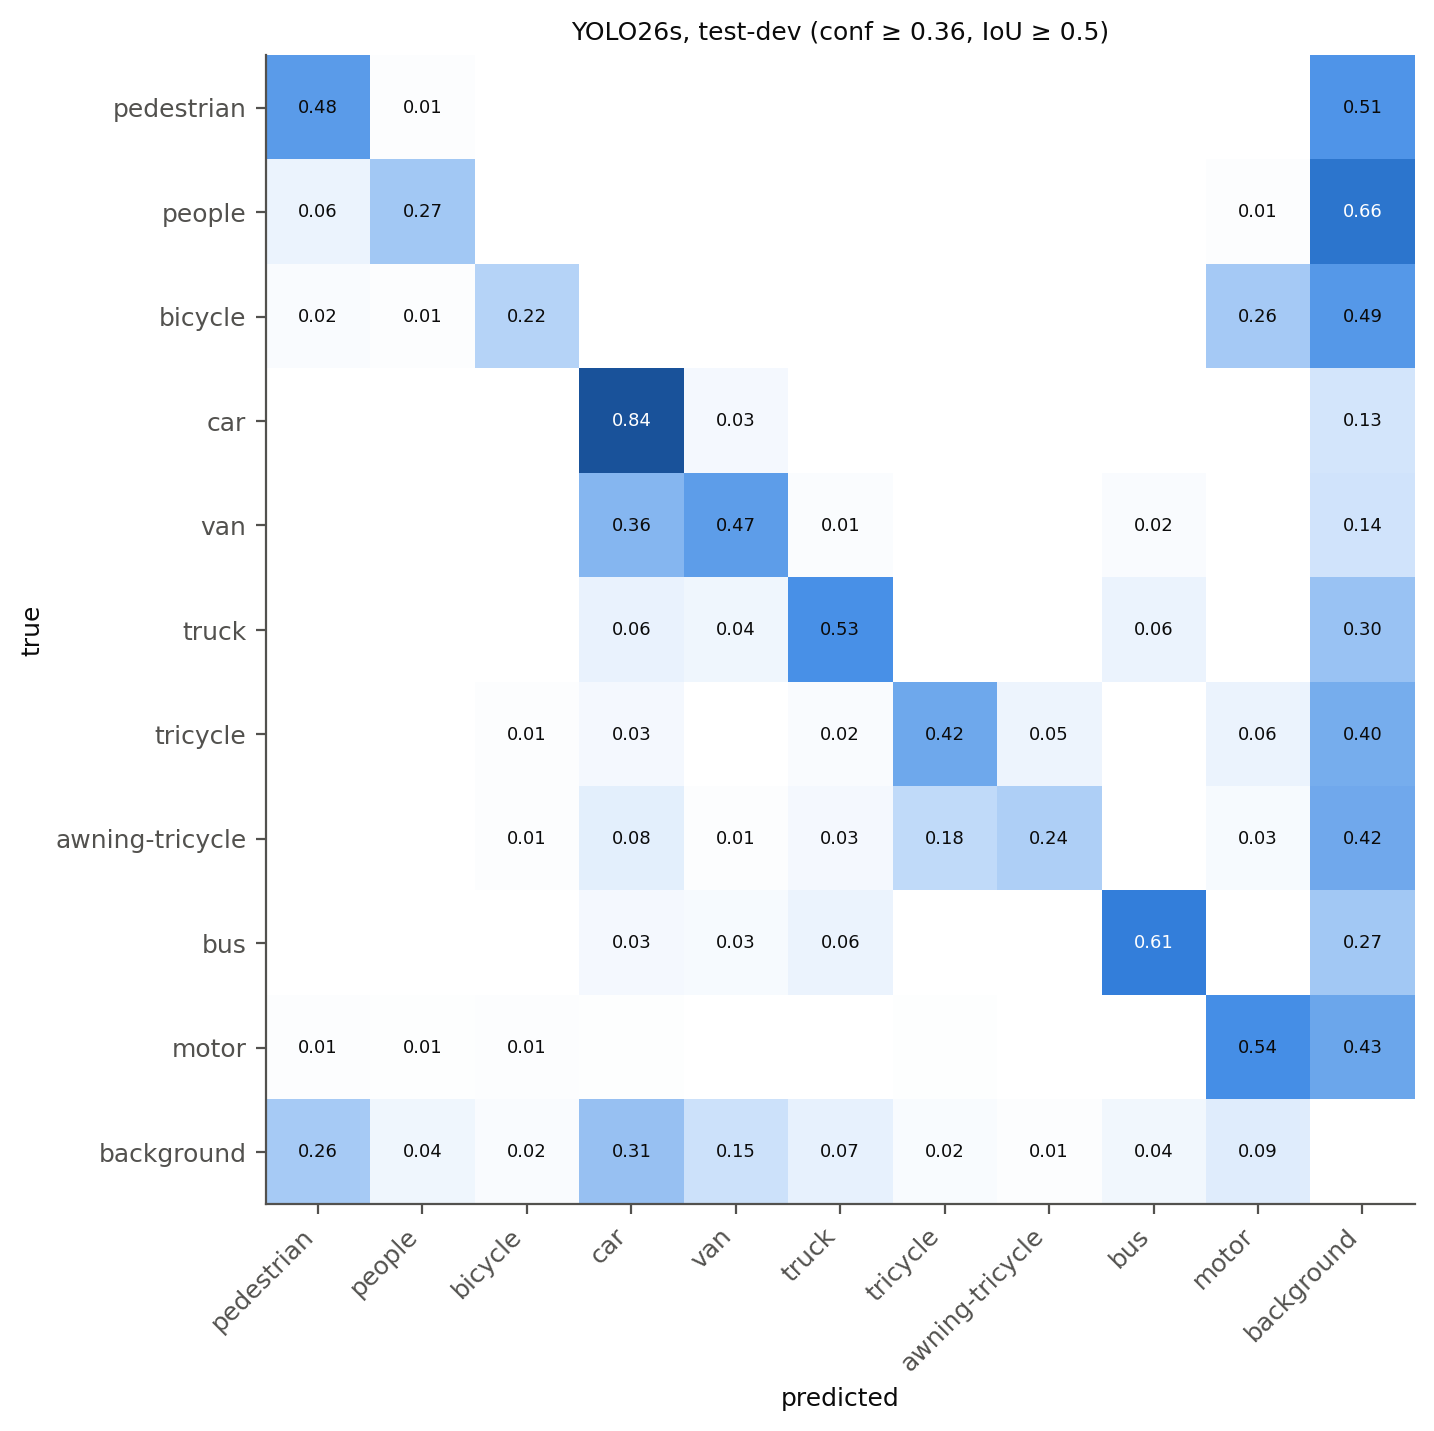 YOLO26s, test-dev (conf ≥ 0.36, IoU ≥ 0.5)
pedestrian 0.48 0.01 0.51
people 0.06 0.27 0.01 0.66
bicycle 0.02 0.01 0.22 0.26 0.49
car 0.84 0.03 0.13
van 0.36 0.47 0.01 0.02 0.14
truck 0.06 0.04 0.53 0.06 0.30
tricycle 0.01 0.03 0.02 0.42 0.05 0.06 0.40
awning-tricycle 0.01 0.08 0.01 0.03 0.18 0.24 0.03 0.42
bus 0.03 0.03 0.06 0.61 0.27
motor 0.01 0.01 0.01 0.54 0.43
background 0.26 0.04 0.02 0.31 0.15 0.07 0.02 0.01 0.04 0.09
true
pedestrian people bicycle car van truck tricycle awning-tricycle bus motor background
predicted